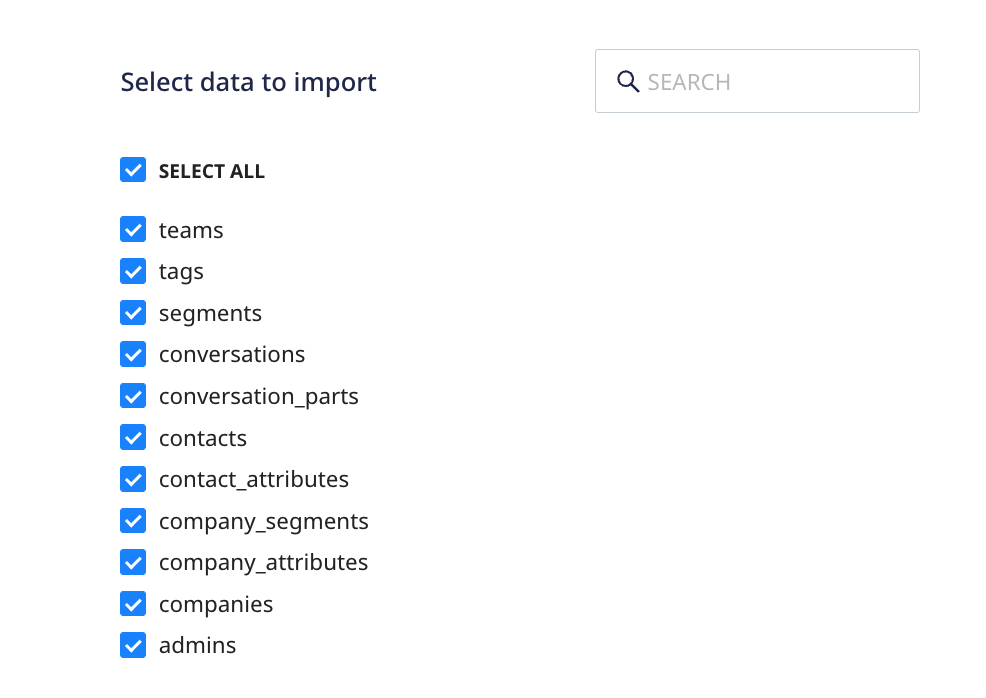 Select data to import
SEARCH
SELECT ALL
teams
tags
segments
conversations
conversation_parts
contacts
contact_attributes
company_segments
company_attributes
companies
admins